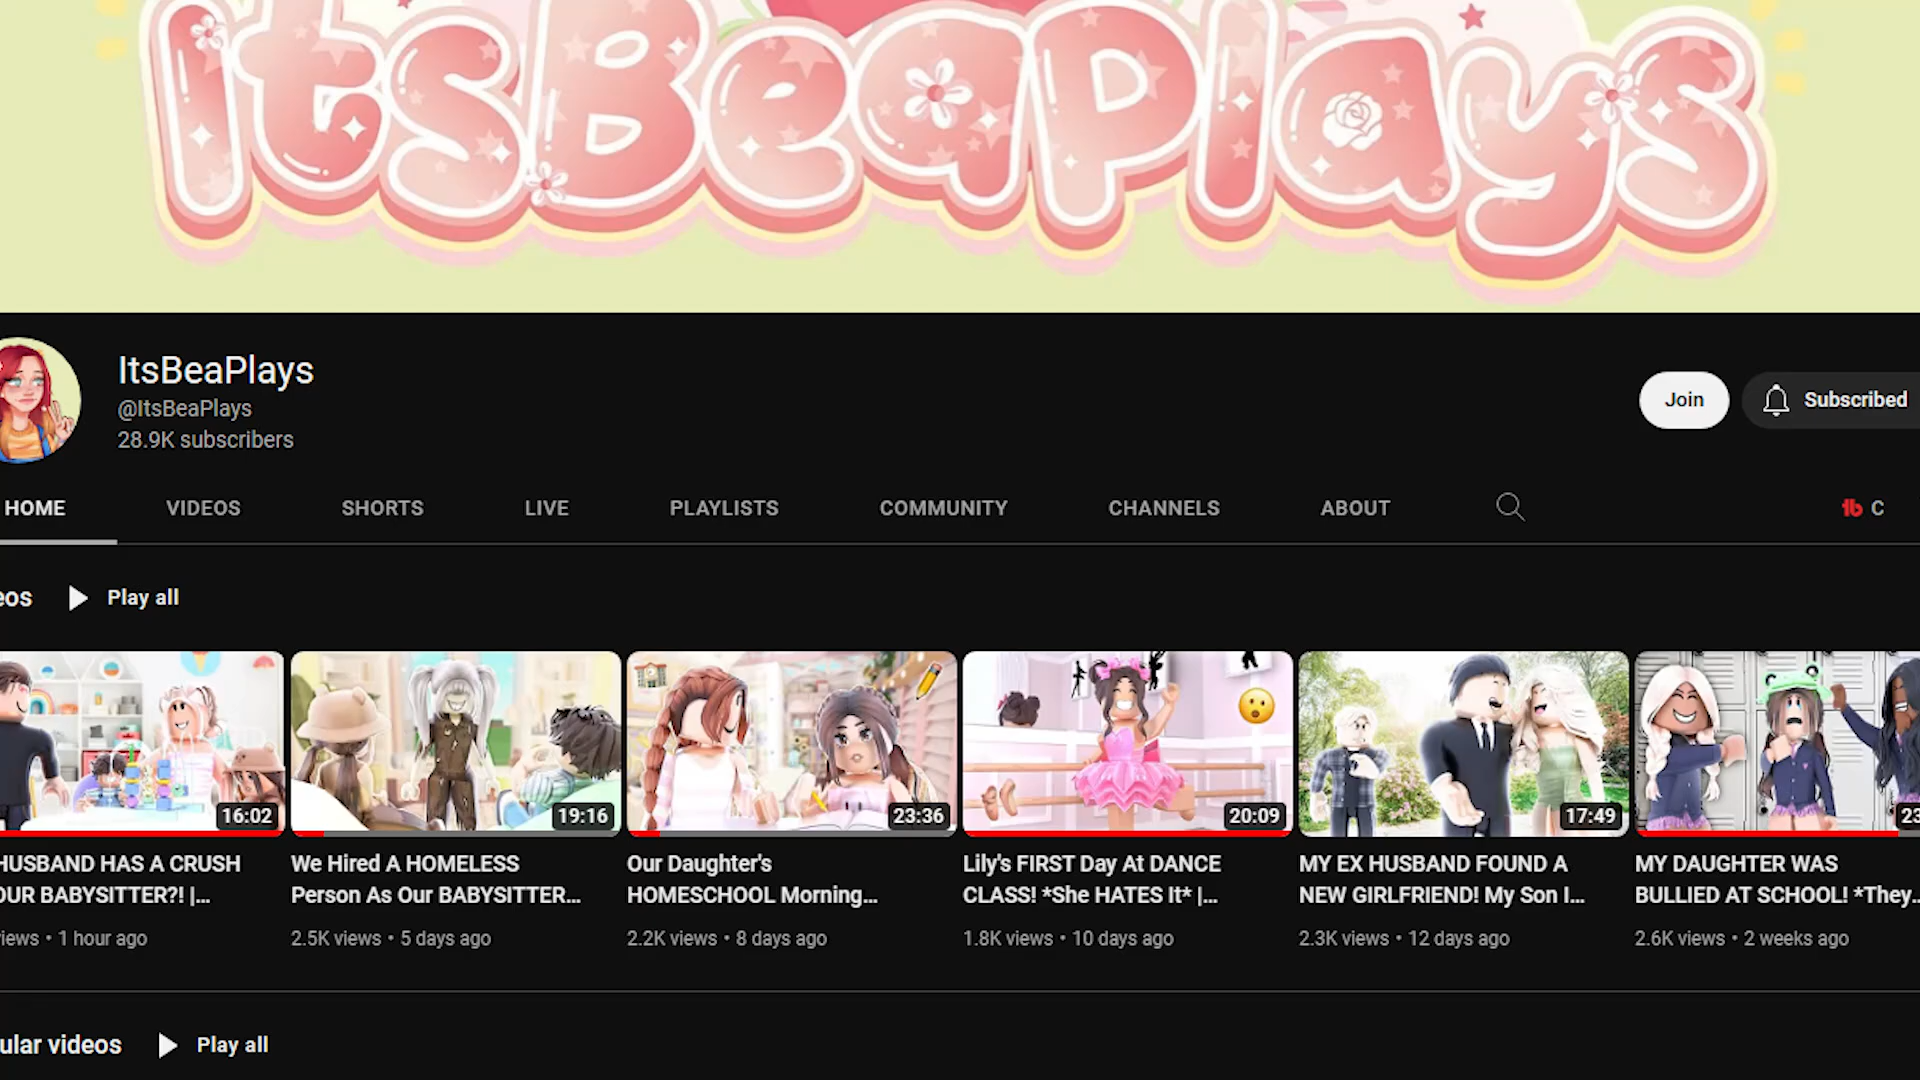 ItsBeaPlays
ItsBeaPlays
@ItsBeaPlays
28.9K subscribers
Join
Subscribed
HOME
VIDEOS
SHORTS
LIVE
PLAYLISTS
COMMUNITY
CHANNELS
ABOUT
C
eos
Play all
16:02
19:16
23:36
20:09
17:49
23
HUSBAND HAS A CRUSH
OUR BABYSITTER?! |...
iews • 1 hour ago
We Hired A HOMELESS
Person As Our BABYSITTER...
2.5K views • 5 days ago
Our Daughter's
HOMESCHOOL Morning...
2.2K views • 8 days ago
Lily's FIRST Day At DANCE
CLASS! *She HATES It* |...
1.8K views • 10 days ago
MY EX HUSBAND FOUND A
NEW GIRLFRIEND! My Son I...
2.3K views • 12 days ago
MY DAUGHTER WAS
BULLIED AT SCHOOL! *They...
2.6K views • 2 weeks ago
ular videos
Play all